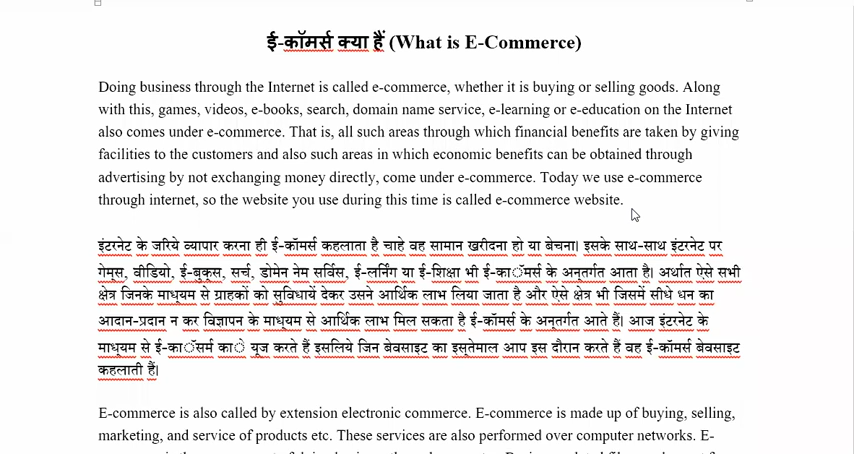 ई-कॉमर्स क्या हैं (What is E-Commerce)
Doing business through the Internet is called e-commerce, whether it is buying or selling goods. Along
with this, games, videos, e-books, search, domain name service, e-learning or e-education on the Internet
also comes under e-commerce. That is, all such areas through which financial benefits are taken by giving
facilities to the customers and also such areas in which economic benefits can be obtained through
advertising by not exchanging money directly, come under e-commerce. Today we use e-commerce
through internet, so the website you use during this time is called e-commerce website.
इंटरनेट के जरिये व्यापार करना ही ई-कॉमर्स कहलाता है चाहे वह सामान खरीदना हो या बेचना। इसके साथ-साथ इंटरनेट पर
गेम्स, वीडियो, ई-बुक्स, सर्च, डोमेन नेम सर्विस, ई-लर्निंग या ई-शिक्षा भी ई-काॅमर्स के अन्तर्गत आता है। अर्थात ऐसे सभी
क्षेत्र जिनके माध्यम से ग्राहकों को सुविधायें देकर उसने आर्थिक लाभ लिया जाता है और ऐसे क्षेत्र भी जिसमें सीधे धन का
आदान-प्रदान न कर विज्ञापन के माध्यम से आर्थिक लाभ मिल सकता है ई-कॉमर्स के अन्तर्गत आते हैं। आज इंटरनेट के
माध्यम से ई-काॅसर्म काे यूज करते हैं इसलिये जिन बेवसाइट का इस्तेमाल आप इस दौरान करते हैं वह ई-कॉमर्स बेवसाइट
कहलाती हैं।
E-commerce is also called by extension electronic commerce. E-commerce is made up of buying, selling,
marketing, and service of products etc. These services are also performed over computer networks. E-